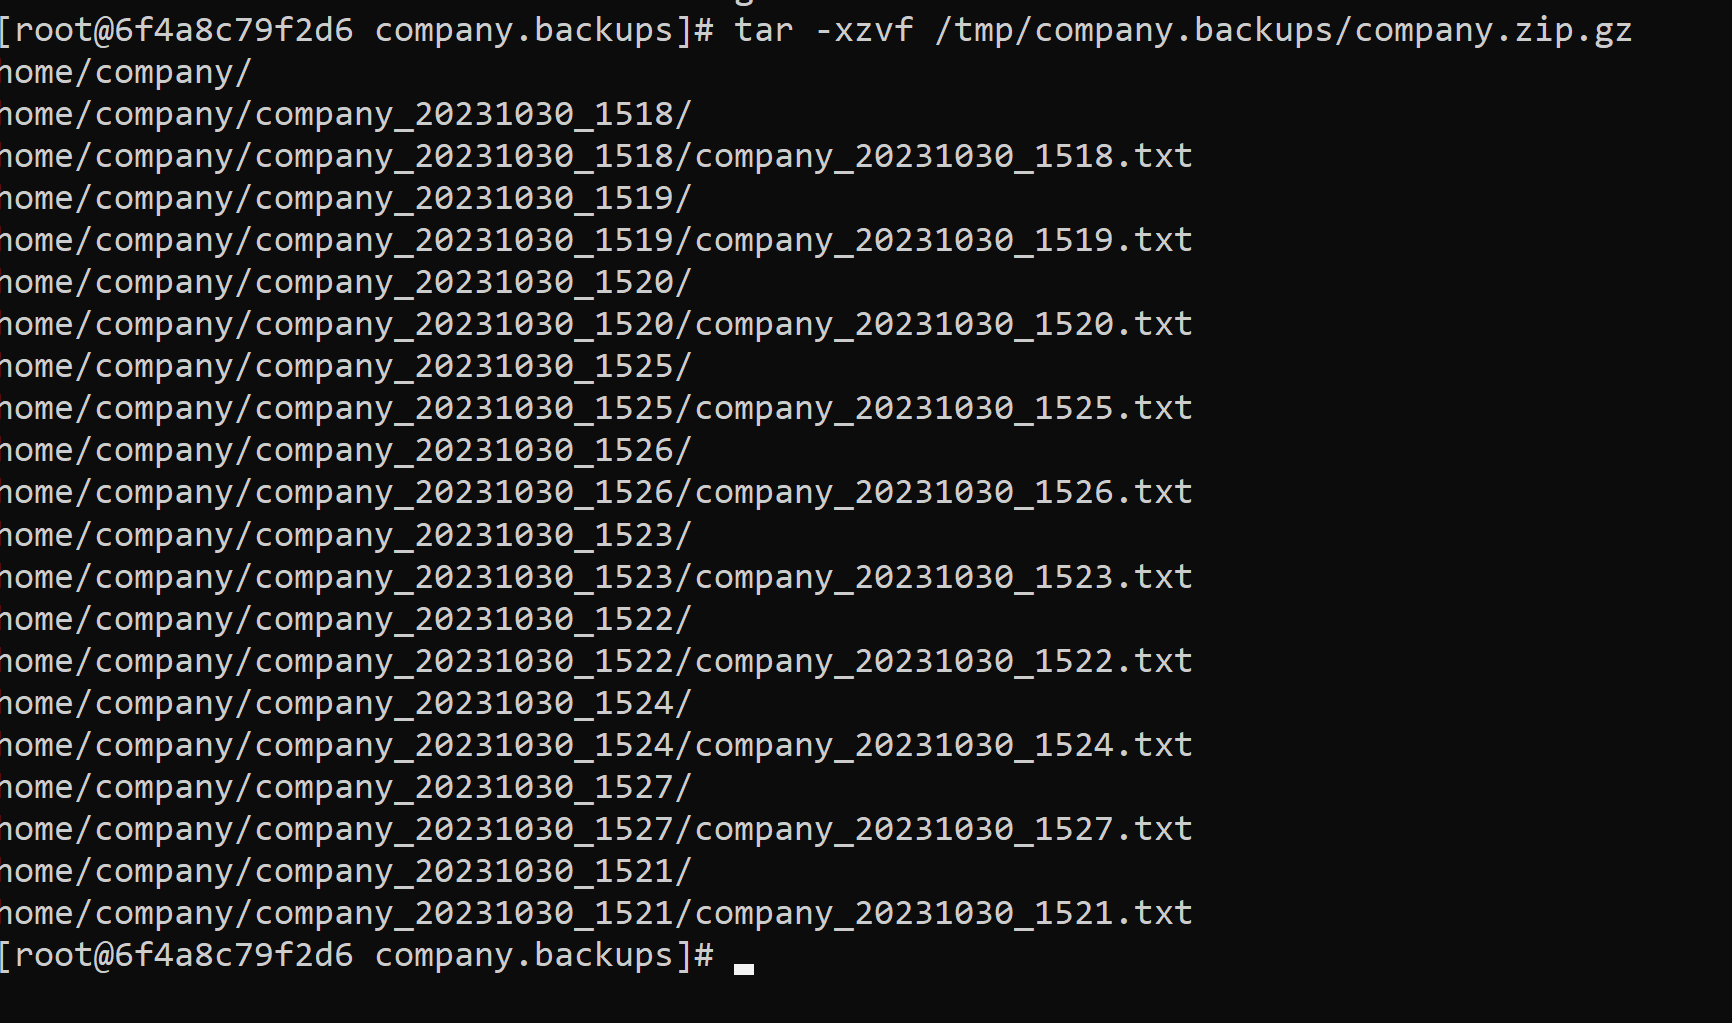 [root@6f4a8c79f2d6 company.backups]# tar -xzvf /tmp/company.backups/company.zip.gz
home/company/
home/company/company_20231030_1518/
home/company/company_20231030_1518/company_20231030_1518.txt
home/company/company_20231030_1519/
home/company/company_20231030_1519/company_20231030_1519.txt
home/company/company_20231030_1520/
home/company/company_20231030_1520/company_20231030_1520.txt
home/company/company_20231030_1525/
home/company/company_20231030_1525/company_20231030_1525.txt
home/company/company_20231030_1526/
home/company/company_20231030_1526/company_20231030_1526.txt
home/company/company_20231030_1523/
home/company/company_20231030_1523/company_20231030_1523.txt
home/company/company_20231030_1522/
home/company/company_20231030_1522/company_20231030_1522.txt
home/company/company_20231030_1524/
home/company/company_20231030_1524/company_20231030_1524.txt
home/company/company_20231030_1527/
home/company/company_20231030_1527/company_20231030_1527.txt
home/company/company_20231030_1521/
home/company/company_20231030_1521/company_20231030_1521.txt
[root@6f4a8c79f2d6 company.backups]#